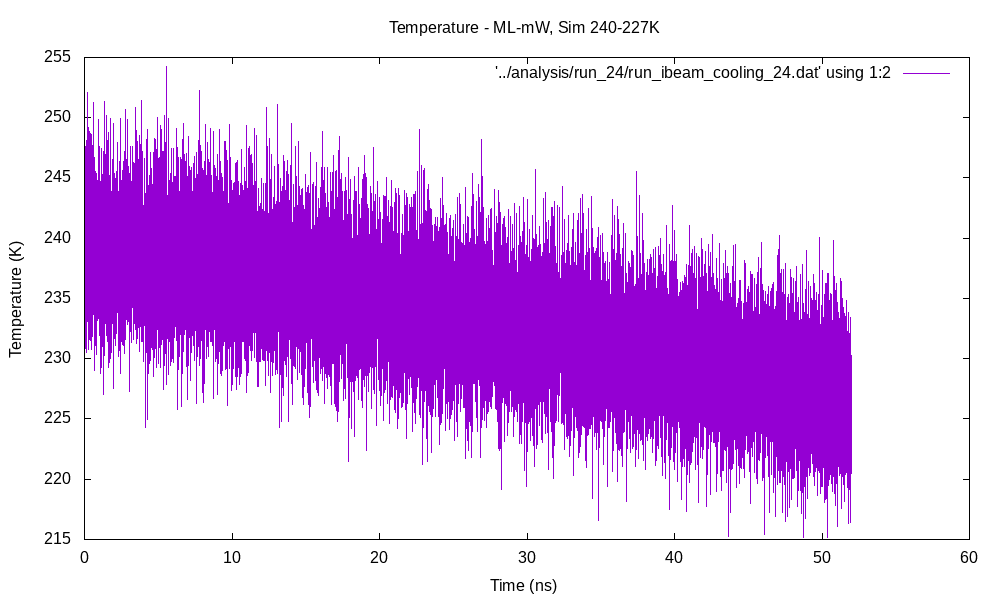 Temperature - ML-mW, Sim 240-227K
'../analysis/run_24/run_ibeam_cooling_24.dat' using 1:2
Temperature (K)
255
250
245
240
235
230
225
220
215
0 10 20 30 40 50 60
Time (ns)